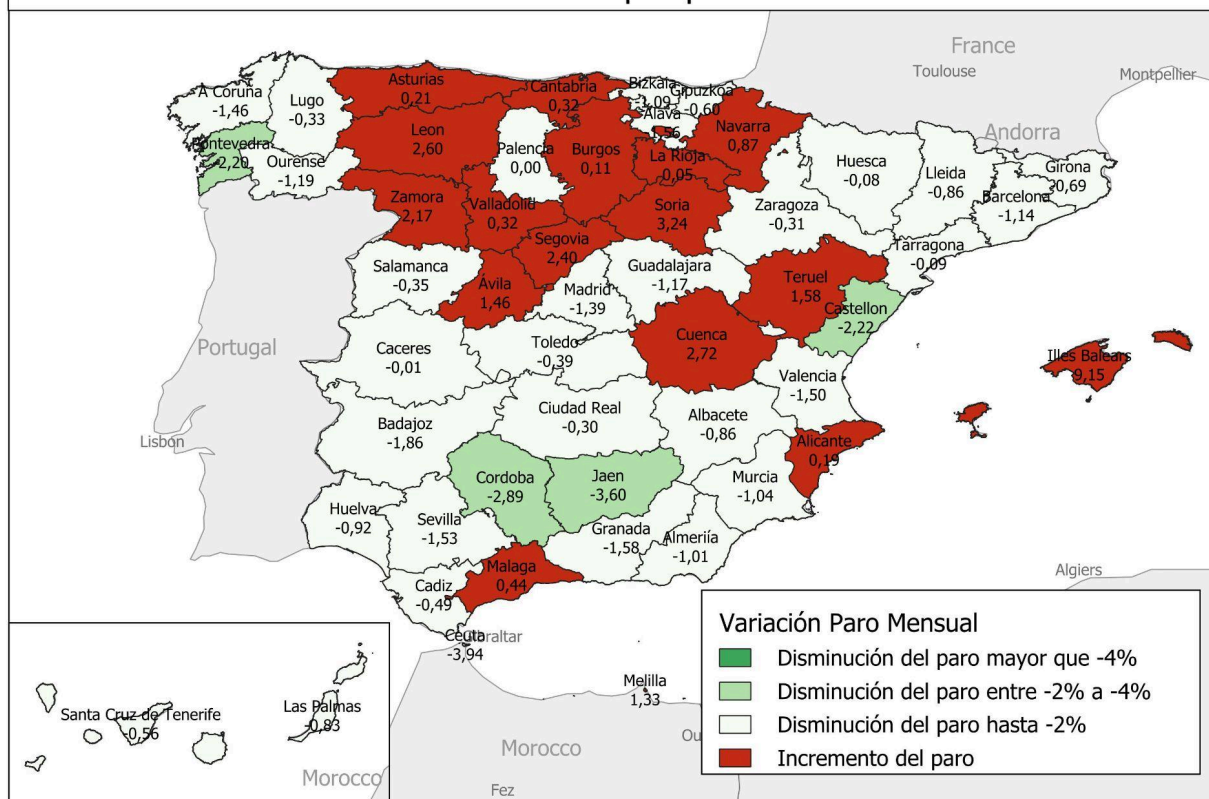 France
Toulouse
Montpellier
Andorra
A Coruña
-1,46
Lugo
-0,33
Asturias
0,21
Cantabria
0,32
Bizkaia
-1,09
Gipuzkoa
-0,60
Alava
-1,56
Navarra
0,87
Pontevedra
-2,20
Ourense
-1,19
Leon
2,60
Palencia
0,00
Burgos
0,11
La Rioja
0,05
Huesca
-0,08
Lleida
-0,86
Girona
-0,69
Barcelona
-1,14
Zamora
2,17
Valladolid
0,32
Soria
3,24
Zaragoza
-0,31
Tarragona
-0,09
Segovia
2,40
Salamanca
-0,35
Ávila
1,46
Madrid
-1,39
Guadalajara
-1,17
Teruel
1,58
Castellon
-2,22
Portugal
Caceres
-0,01
Toledo
-0,39
Cuenca
2,72
Valencia
-1,50
Illes Balears
9,15
Lisbon
Badajoz
-1,86
Ciudad Real
-0,30
Albacete
-0,86
Alicante
0,19
Cordoba
-2,89
Jaen
-3,60
Murcia
-1,04
Huelva
-0,92
Sevilla
-1,53
Granada
-1,58
Almeriía
-1,01
Malaga
0,44
Cadiz
-0,49
Algiers
Ceuta
-3,94
Gibraltar
Melilla
1,33
Santa Cruz de Tenerife
-0,56
Las Palmas
-0,83
Morocco
Morocco
Fez
Ou
Variación Paro Mensual
Disminución del paro mayor que -4%
Disminución del paro entre -2% a -4%
Disminución del paro hasta -2%
Incremento del paro